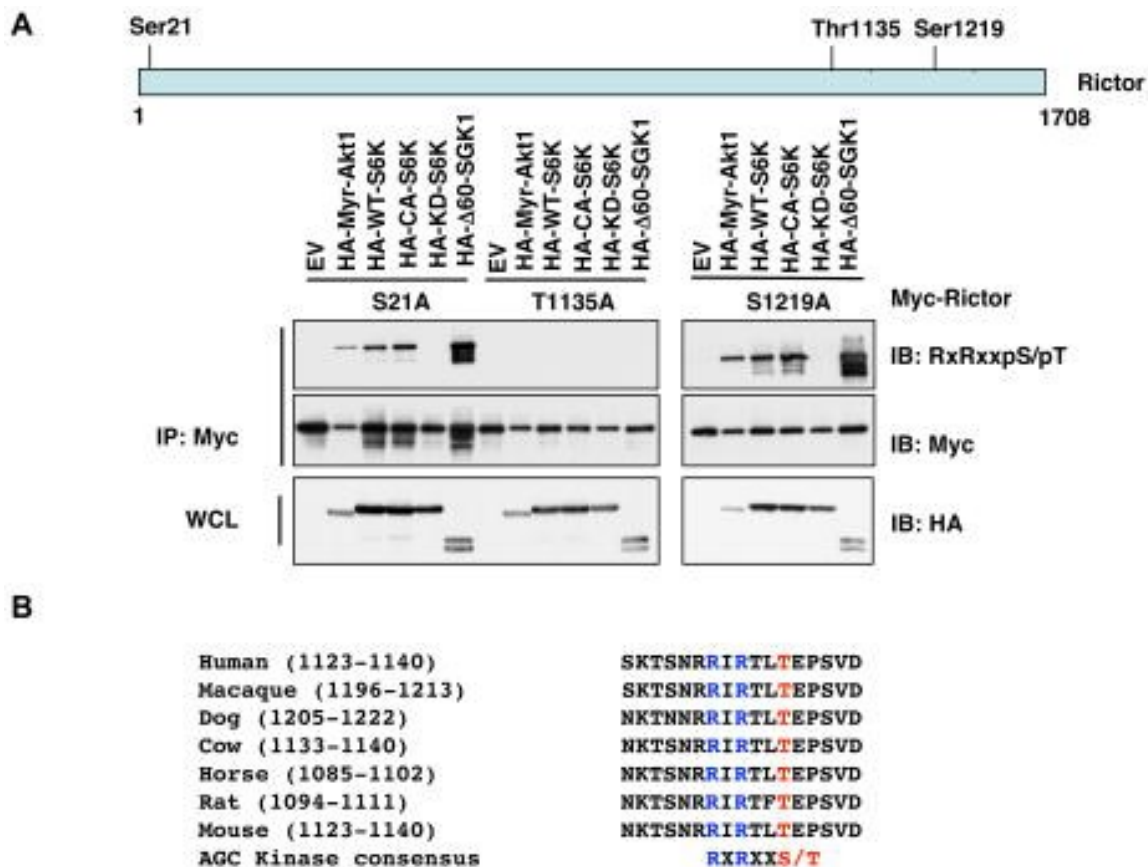 A
Ser21
Thr1135 Ser1219
Rictor
1
1708
EV
HA-Myr-Akt1
HA-WT-S6K
HA-CA-S6K
HA-KD-S6K
HA-Δ60-SGK1
EV
HA-Myr-Akt1
HA-WT-S6K
HA-CA-S6K
HA-KD-S6K
HA-Δ60-SGK1
EV
HA-Myr-Akt1
HA-WT-S6K
HA-CA-S6K
HA-KD-S6K
HA-Δ60-SGK1
S21A T1135A S1219A Myc-Rictor
IB: RxRxxpS/pT
IP: Myc
IB: Myc
WCL
IB: HA
B
Human (1123-1140) SKTSNRRIRTLTEPSVD
Macaque (1196-1213) SKTSNRRIRTLTEPSVD
Dog (1205-1222) NKTNNRRIRTLTEPSVD
Cow (1133-1140) NKTSNRRIRTLTEPSVD
Horse (1085-1102) NKTSNRRIRTLTEPSVD
Rat (1094-1111) NKTSNRRIRTFTEPSVD
Mouse (1123-1140) NKTSNRRIRTLTEPSVD
AGC Kinase consensus RXRXXS/T